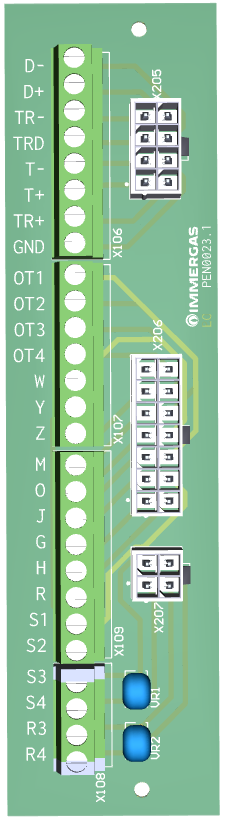 D-
D+
TR-
TRD
T-
T+
TR+
GND
X106
X205
OT1
OT2
OT3
OT4
W
Y
Z
X107
X206
IMMERGAS
PEN0023.1
LC
M
O
J
G
H
R
S1
S2
X109
X207
S3
S4
R3
R4
X108
VR1
VR2